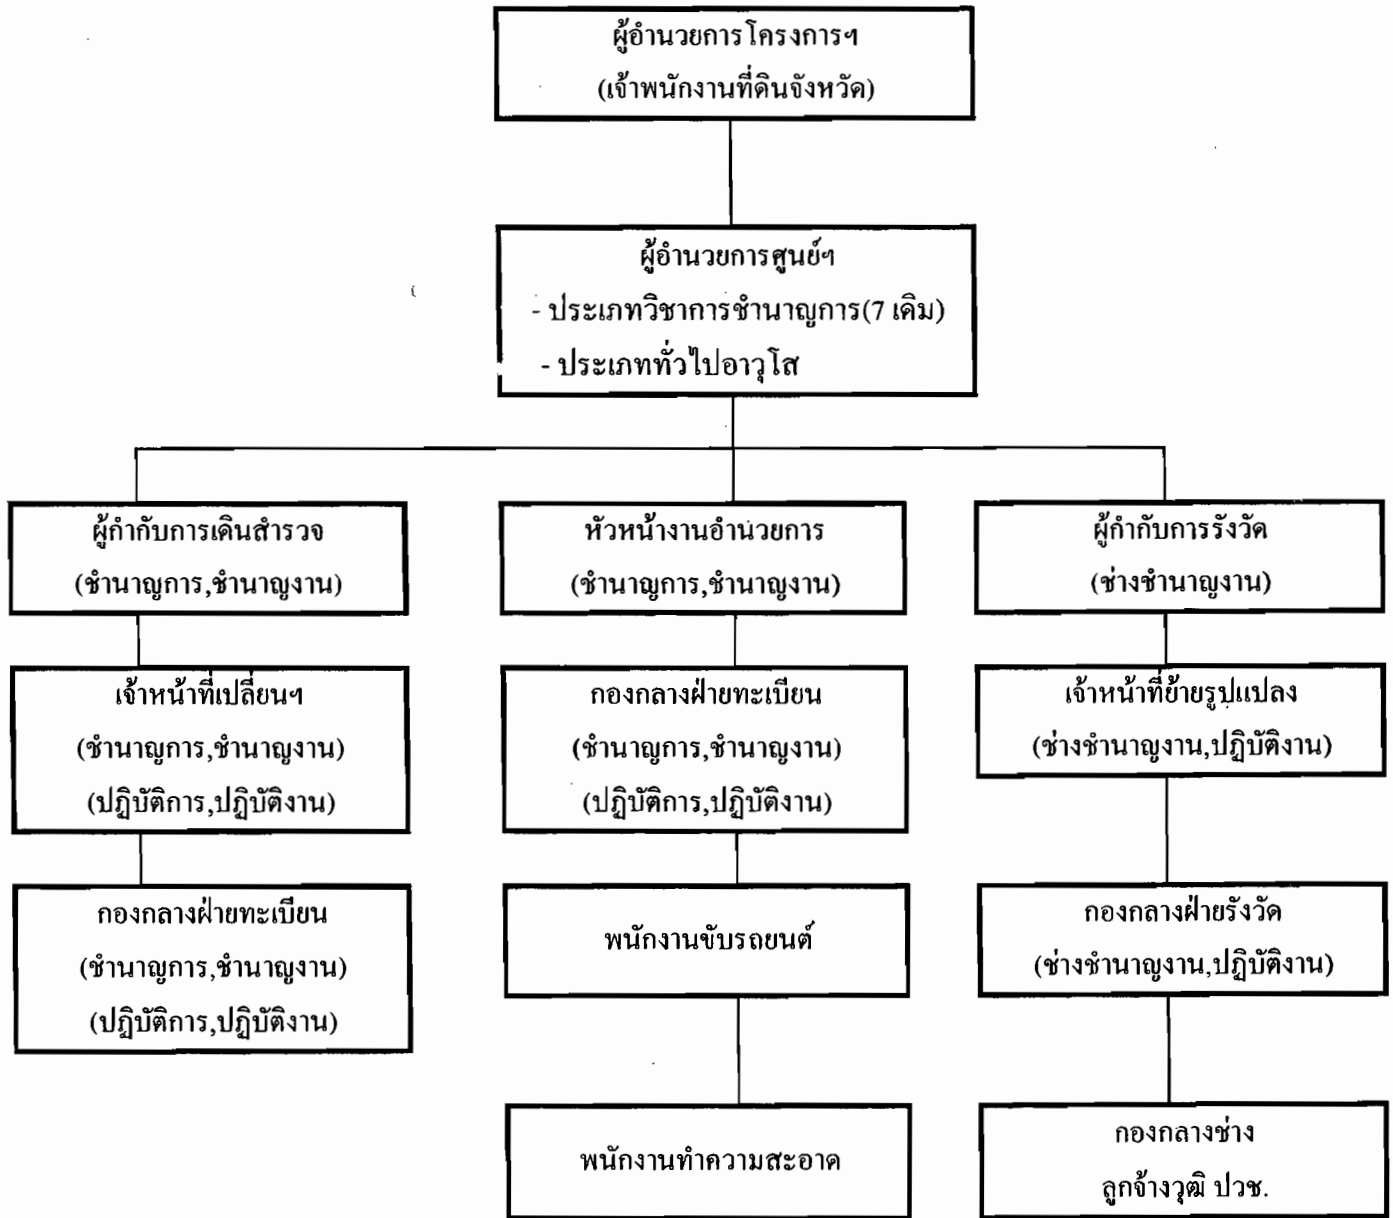 ผู้อำนวยการโครงการฯ
(เจ้าพนักงานที่ดินจังหวัด)
ผู้อำนวยการศูนย์ฯ
- ประเภทวิชาการชำนาญการ(7 เดิม)
- ประเภททั่วไปอาวุโส
ผู้กำกับการเดินสำรวจ
(ชำนาญการ,ชำนาญงาน)
เจ้าหน้าที่เปลี่ยนฯ
(ชำนาญการ,ชำนาญงาน)
(ปฏิบัติการ,ปฏิบัติงาน)
กองกลางฝ่ายทะเบียน
(ชำนาญการ,ชำนาญงาน)
(ปฏิบัติการ,ปฏิบัติงาน)
หัวหน้างานอำนวยการ
(ชำนาญการ,ชำนาญงาน)
กองกลางฝ่ายทะเบียน
(ชำนาญการ,ชำนาญงาน)
(ปฏิบัติการ,ปฏิบัติงาน)
พนักงานขับรถยนต์
พนักงานทำความสะอาด
ผู้กำกับการรังวัด
(ช่างชำนาญงาน)
เจ้าหน้าที่ย้ายรูปแปลง
(ช่างชำนาญงาน,ปฏิบัติงาน)
กองกลางฝ่ายรังวัด
(ช่างชำนาญงาน,ปฏิบัติงาน)
กองกลางช่าง
ลูกจ้างวุฒิ ปวช.